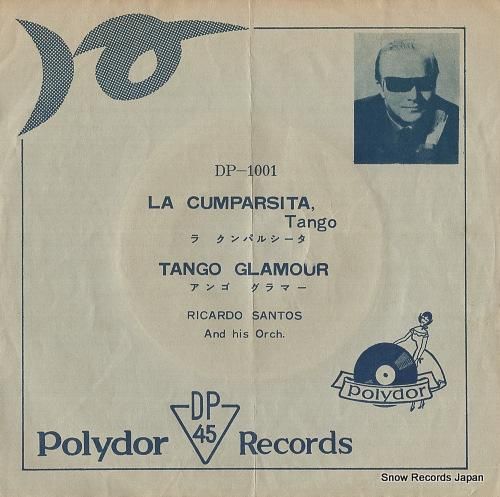 DP-1001
LA CUMPARSITA,
Tango
ラ クンパルシータ
TANGO GLAMOUR
アンゴ グラマー
RICARDO SANTOS
And his Orch.
Polydor
DP
45
Polydor Records
Snow Records Japan